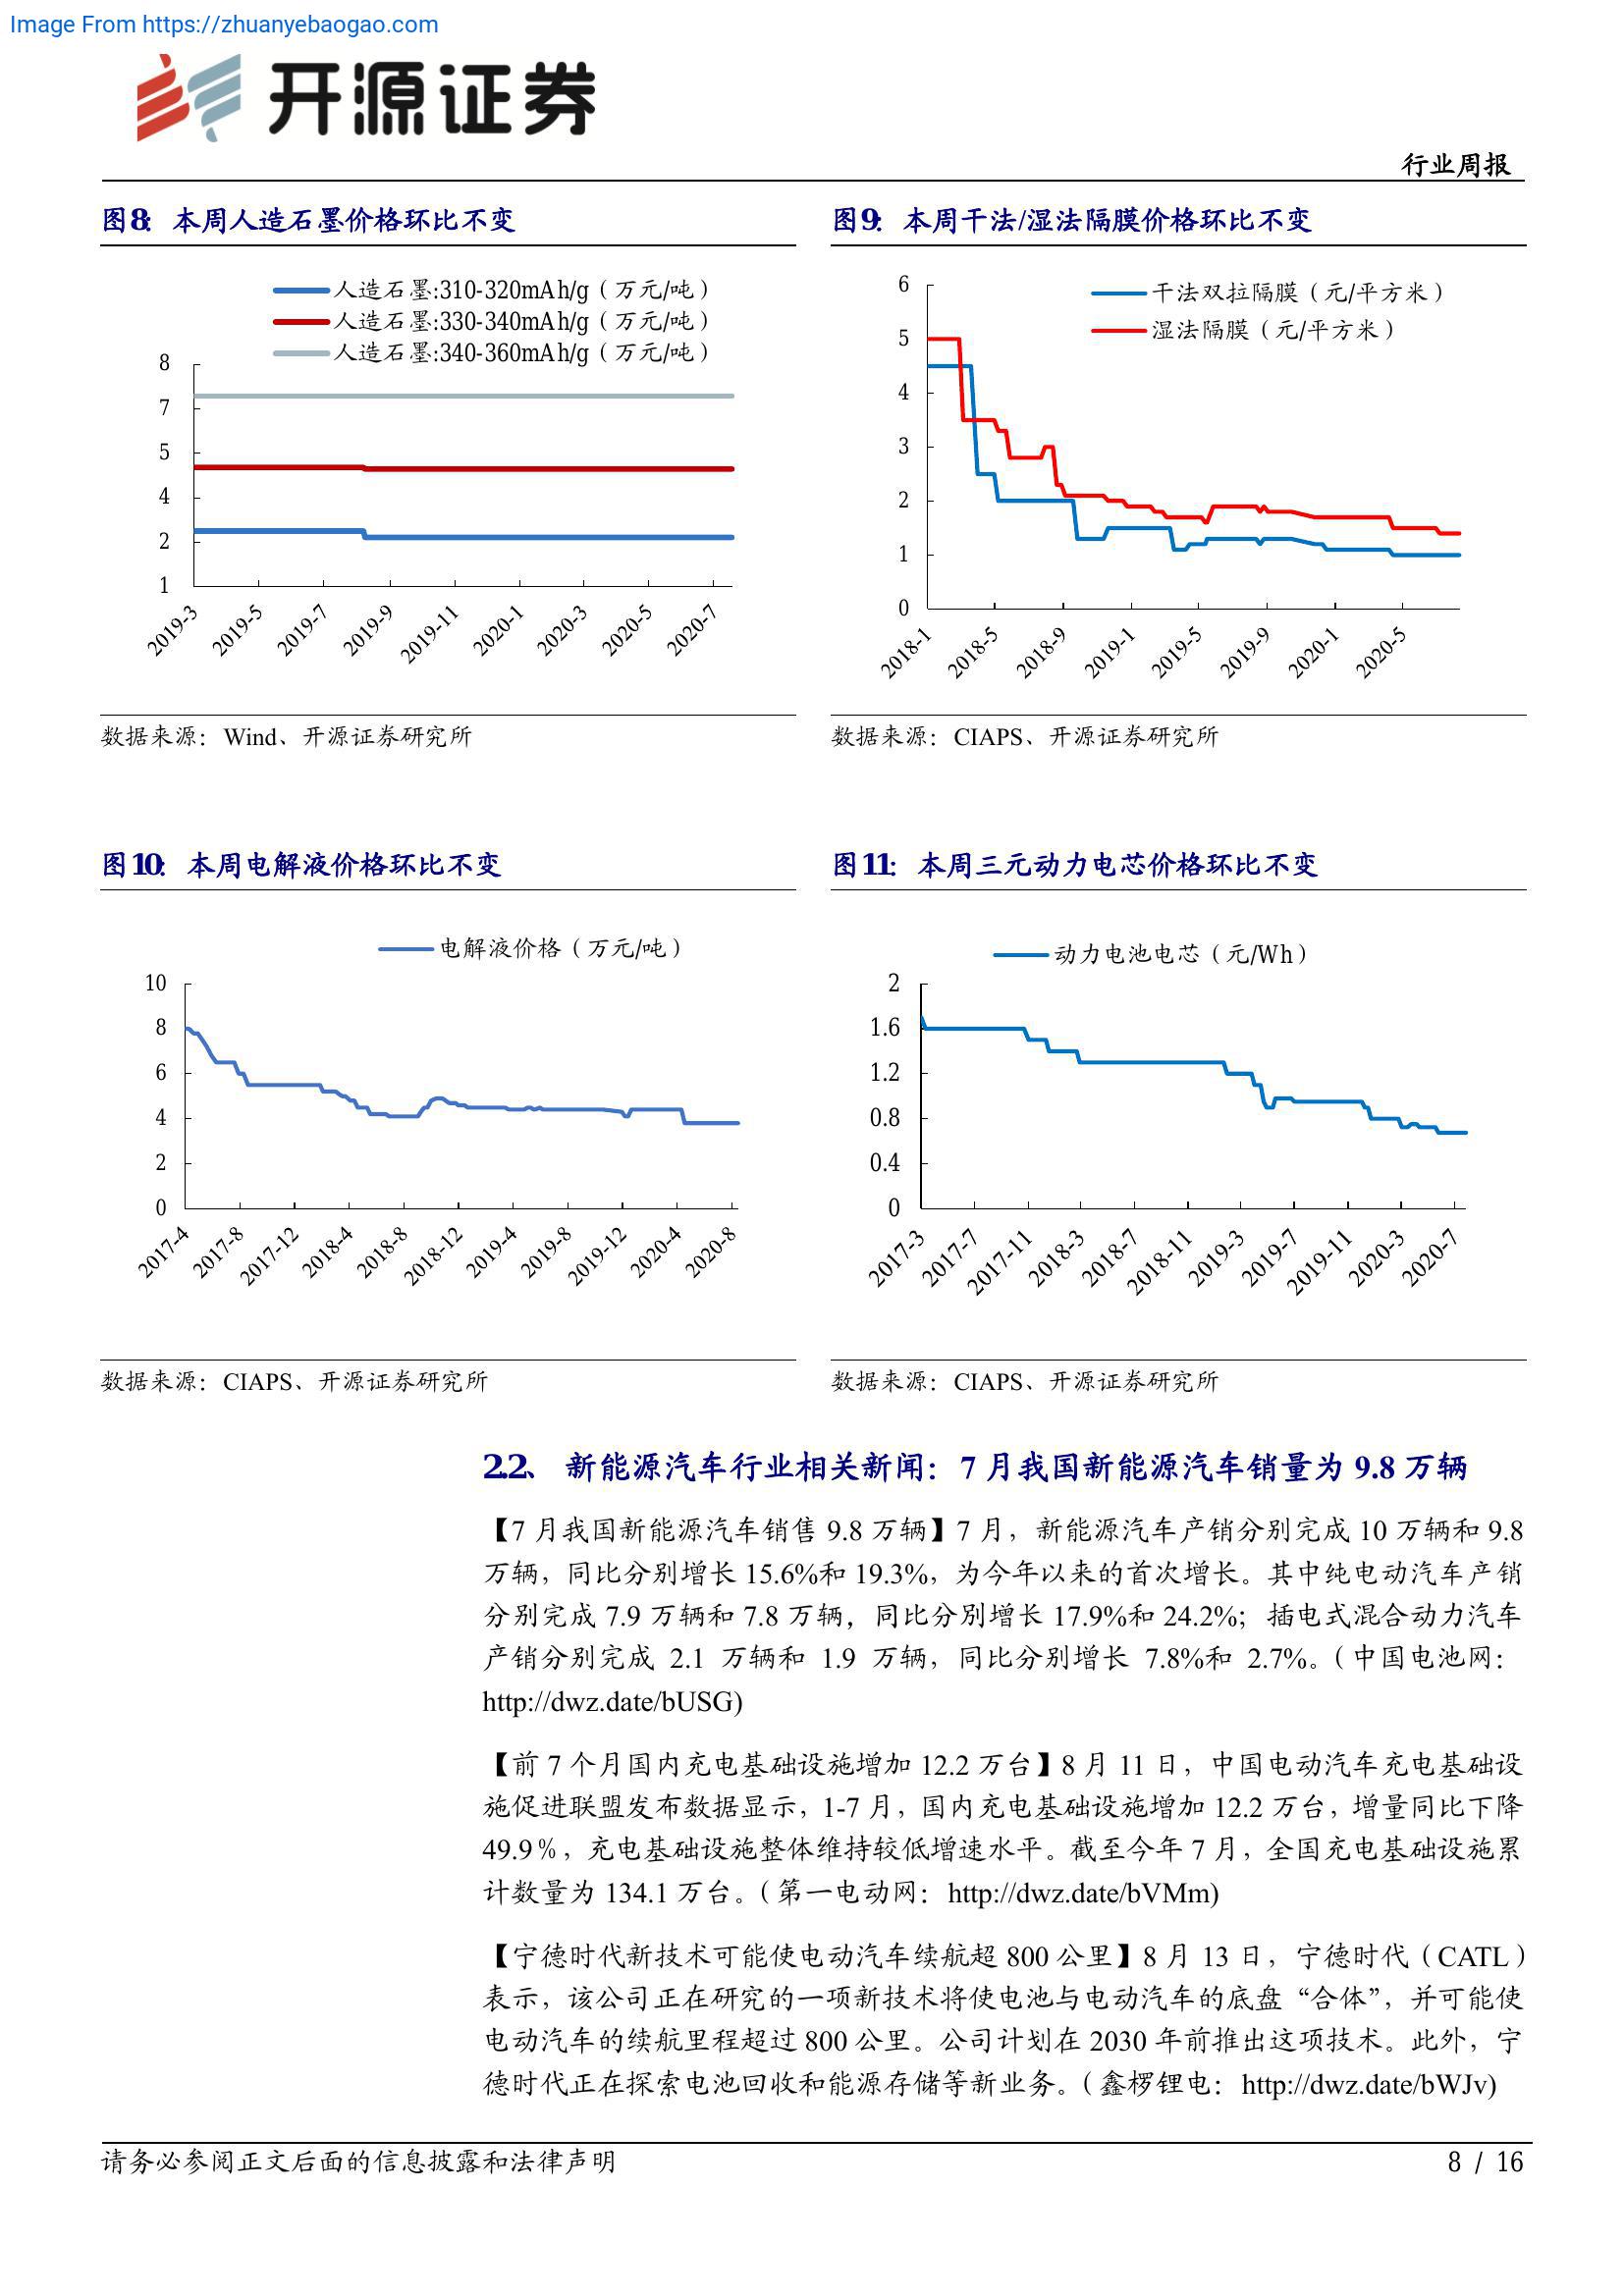 Image From https://zhuanyebaogao.com
开源证券
行业周报
图8： 本周人造石墨价格环比不变
人造石墨:310-320mAh/g（万元/吨）
人造石墨:330-340mAh/g（万元/吨）
人造石墨:340-360mAh/g（万元/吨）
8
7
5
4
2
1
2019-3 2019-5 2019-7 2019-9 2019-11 2020-1 2020-3 2020-5 2020-7
数据来源：Wind、开源证券研究所
图9： 本周干法/湿法隔膜价格环比不变
干法双拉隔膜（元/平方米）
湿法隔膜（元/平方米）
6
5
4
3
2
1
0
2018-1 2018-5 2018-9 2019-1 2019-5 2019-9 2020-1 2020-5
数据来源：CIAPS、开源证券研究所
图10： 本周电解液价格环比不变
电解液价格（万元/吨）
10
8
6
4
2
0
2017-4 2017-8 2017-12 2018-4 2018-8 2018-12 2019-4 2019-8 2019-12 2020-4 2020-8
数据来源：CIAPS、开源证券研究所
图11： 本周三元动力电芯价格环比不变
动力电池电芯（元/Wh）
2
1.6
1.2
0.8
0.4
0
2017-3 2017-7 2017-11 2018-3 2018-7 2018-11 2019-3 2019-7 2019-11 2020-3 2020-7
数据来源：CIAPS、开源证券研究所
2.2、 新能源汽车行业相关新闻：7 月我国新能源汽车销量为 9.8 万辆
【7 月我国新能源汽车销售 9.8 万辆】7 月，新能源汽车产销分别完成 10 万辆和 9.8
万辆，同比分别增长 15.6%和 19.3%，为今年以来的首次增长。其中纯电动汽车产销
分别完成 7.9 万辆和 7.8 万辆，同比分别增长 17.9%和 24.2%；插电式混合动力汽车
产销分别完成 2.1 万辆和 1.9 万辆，同比分别增长 7.8%和 2.7%。（中国电池网：
http://dwz.date/bUSG)
【前 7 个月国内充电基础设施增加 12.2 万台】8 月 11 日，中国电动汽车充电基础设
施促进联盟发布数据显示，1-7 月，国内充电基础设施增加 12.2 万台，增量同比下降
49.9％，充电基础设施整体维持较低增速水平。截至今年 7 月，全国充电基础设施累
计数量为 134.1 万台。（第一电动网：http://dwz.date/bVMm)
【宁德时代新技术可能使电动汽车续航超 800 公里】8 月 13 日，宁德时代（CATL）
表示，该公司正在研究的一项新技术将使电池与电动汽车的底盘“合体”，并可能使
电动汽车的续航里程超过 800 公里。公司计划在 2030 年前推出这项技术。此外，宁
德时代正在探索电池回收和能源存储等新业务。（鑫椤锂电：http://dwz.date/bWJv)
请务必参阅正文后面的信息披露和法律声明
8 / 16